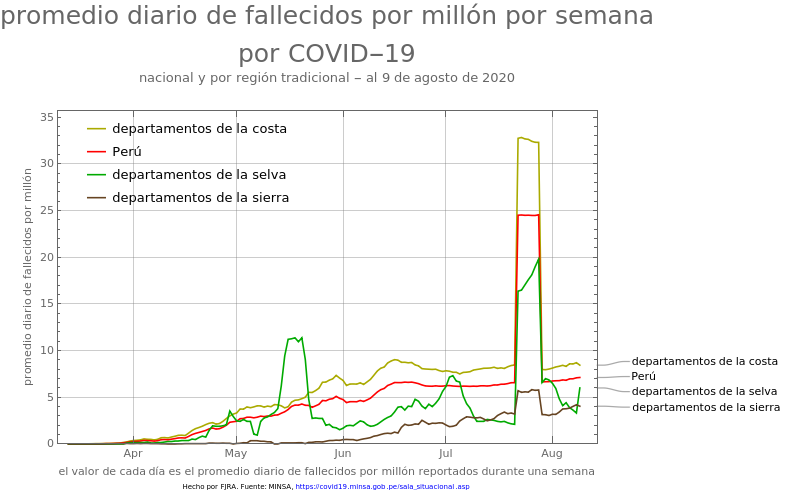 promedio diario de fallecidos por millón por semana
por COVID−19
nacional y por región tradicional − al 9 de agosto de 2020
35
30
25
20
15
10
5
0
promedio diario de fallecidos por millón
departamentos de la costa
Perú
departamentos de la selva
departamentos de la sierra
departamentos de la costa
Perú
departamentos de la selva
departamentos de la sierra
Apr May Jun Jul Aug
el valor de cada día es el promedio diario de fallecidos por millón reportados durante una semana
Hecho por FJRA. Fuente: MINSA, https://covid19.minsa.gob.pe/sala_situacional.asp